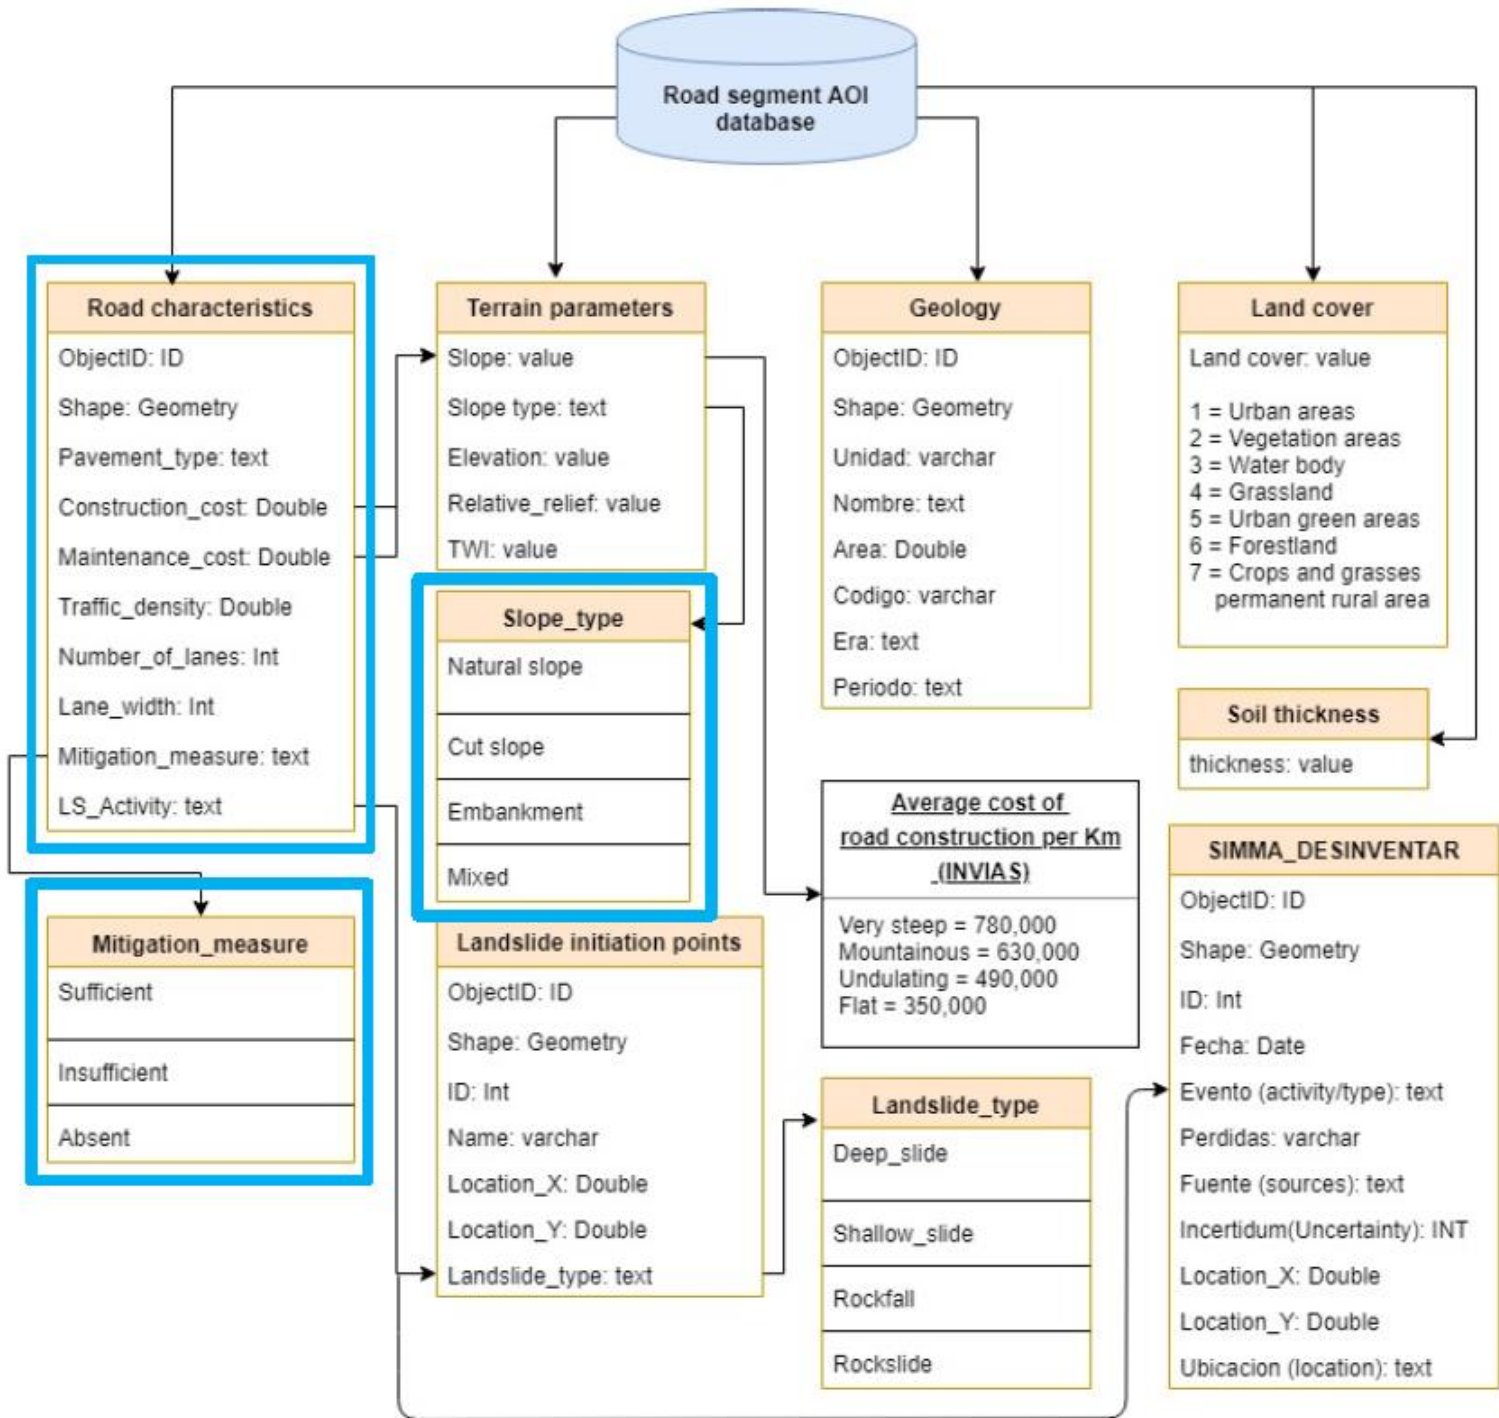 Road segment AOI
database
Road characteristics
ObjectID: ID
Shape: Geometry
Pavement_type: text
Construction_cost: Double
Maintenance_cost: Double
Traffic_density: Double
Number_of_lanes: Int
Lane_width: Int
Mitigation_measure: text
LS_Activity: text
Mitigation_measure
Sufficient
Insufficient
Absent
Terrain parameters
Slope: value
Slope type: text
Elevation: value
Relative_relief: value
TWI: value
Slope_type
Natural slope
Cut slope
Embankment
Mixed
Landslide initiation points
ObjectID: ID
Shape: Geometry
ID: Int
Name: varchar
Location_X: Double
Location_Y: Double
Landslide_type: text
Geology
ObjectID: ID
Shape: Geometry
Unidad: varchar
Nombre: text
Area: Double
Codigo: varchar
Era: text
Periodo: text
Average cost of
road construction per Km
(INVIAS)
Very steep = 780,000
Mountainous = 630,000
Undulating = 490,000
Flat = 350,000
Landslide_type
Deep_slide
Shallow_slide
Rockfall
Rockslide
Land cover
Land cover: value
1 = Urban areas
2 = Vegetation areas
3 = Water body
4 = Grassland
5 = Urban green areas
6 = Forestland
7 = Crops and grasses
permanent rural area
Soil thickness
thickness: value
SIMMA_DESINVENTAR
ObjectID: ID
Shape: Geometry
ID: Int
Fecha: Date
Evento (activity/type): text
Perdidas: varchar
Fuente (sources): text
Incertidum(Uncertainty): INT
Location_X: Double
Location_Y: Double
Ubicacion (location): text